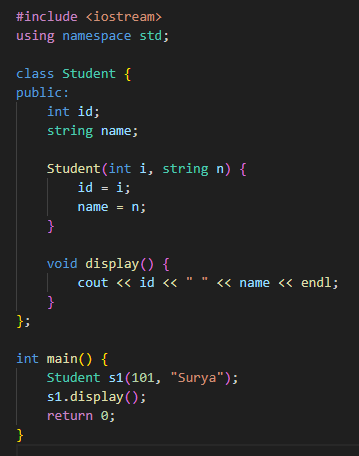 #include <iostream>
using namespace std;

class Student {
public:
    int id;
    string name;

    Student(int i, string n) {
        id = i;
        name = n;
    }

    void display() {
        cout << id << " " << name << endl;
    }
};

int main() {
    Student s1(101, "Surya");
    s1.display();
    return 0;
}